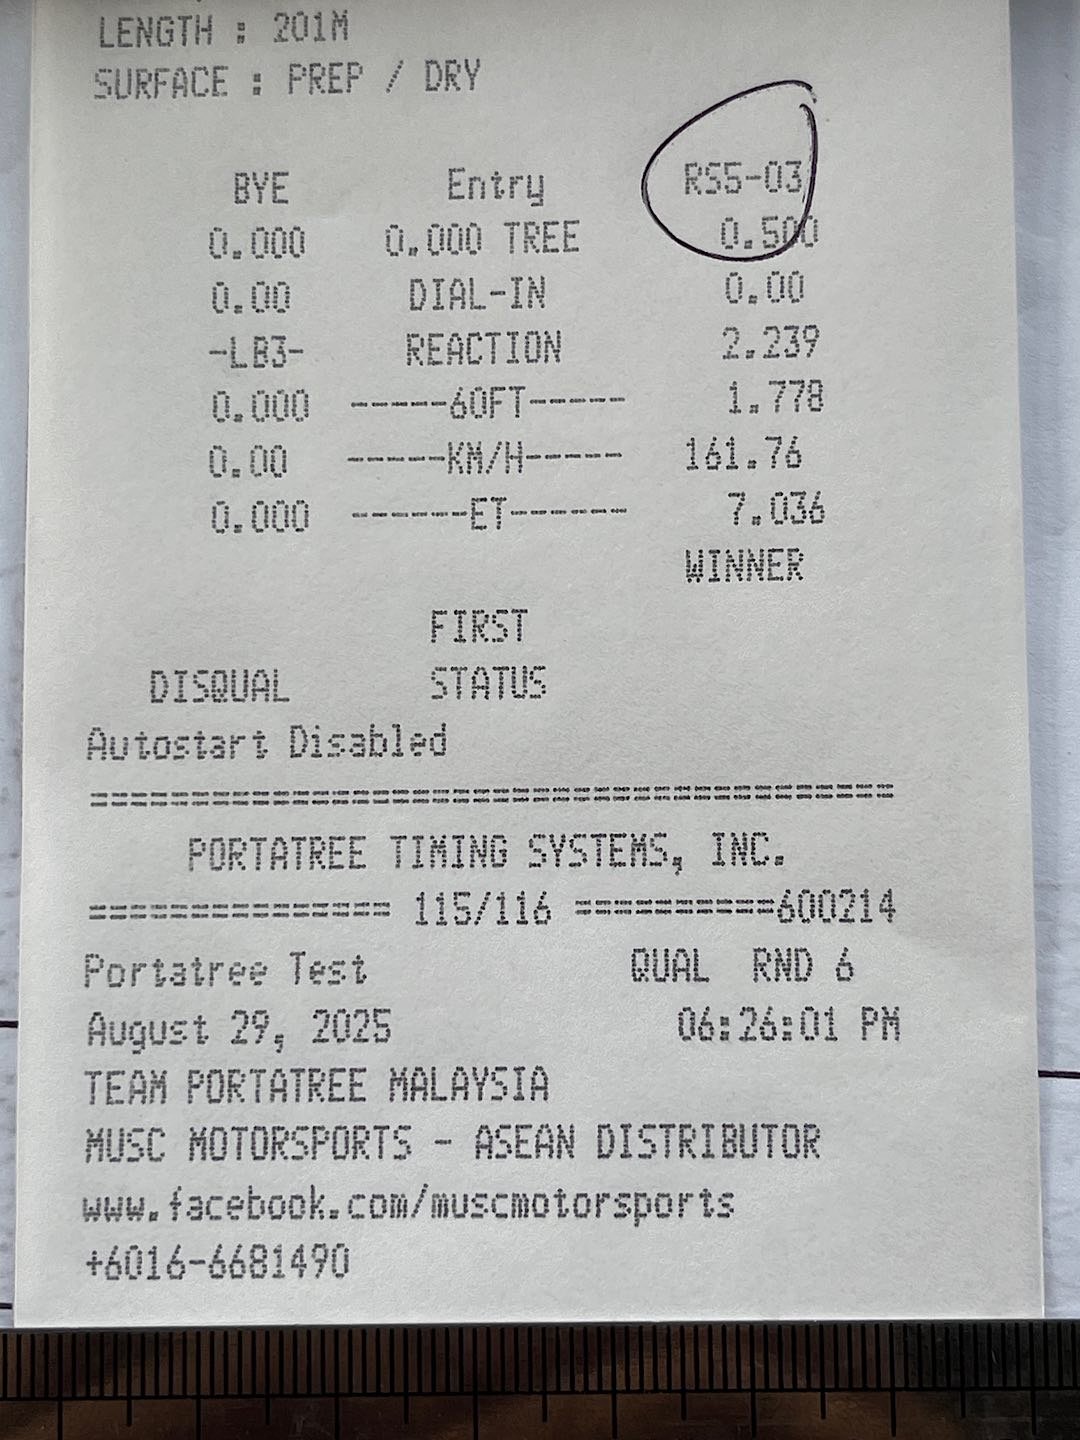 LENGTH : 201M
SURFACE : PREP / DRY
BYE Entry RS5-03
0.000 0.000 TREE 0.500
0.00 DIAL-IN 0.00
-LB3- REACTION 2.239
0.000 -----60FT----- 1.778
0.00 -----KM/H----- 161.76
0.000 ------ET------ 7.036
WINNER
FIRST
DISQUAL STATUS
Autostart Disabled
=========================================
PORTATREE TIMING SYSTEMS, INC.
=============== 115/116 ==========600214
Portatree Test QUAL RND 6
August 29, 2025 06:26:01 PM
TEAM PORTATREE MALAYSIA
MUSC MOTORSPORTS - ASEAN DISTRIBUTOR
www.facebook.com/muscmotorsports
+6016-6681490